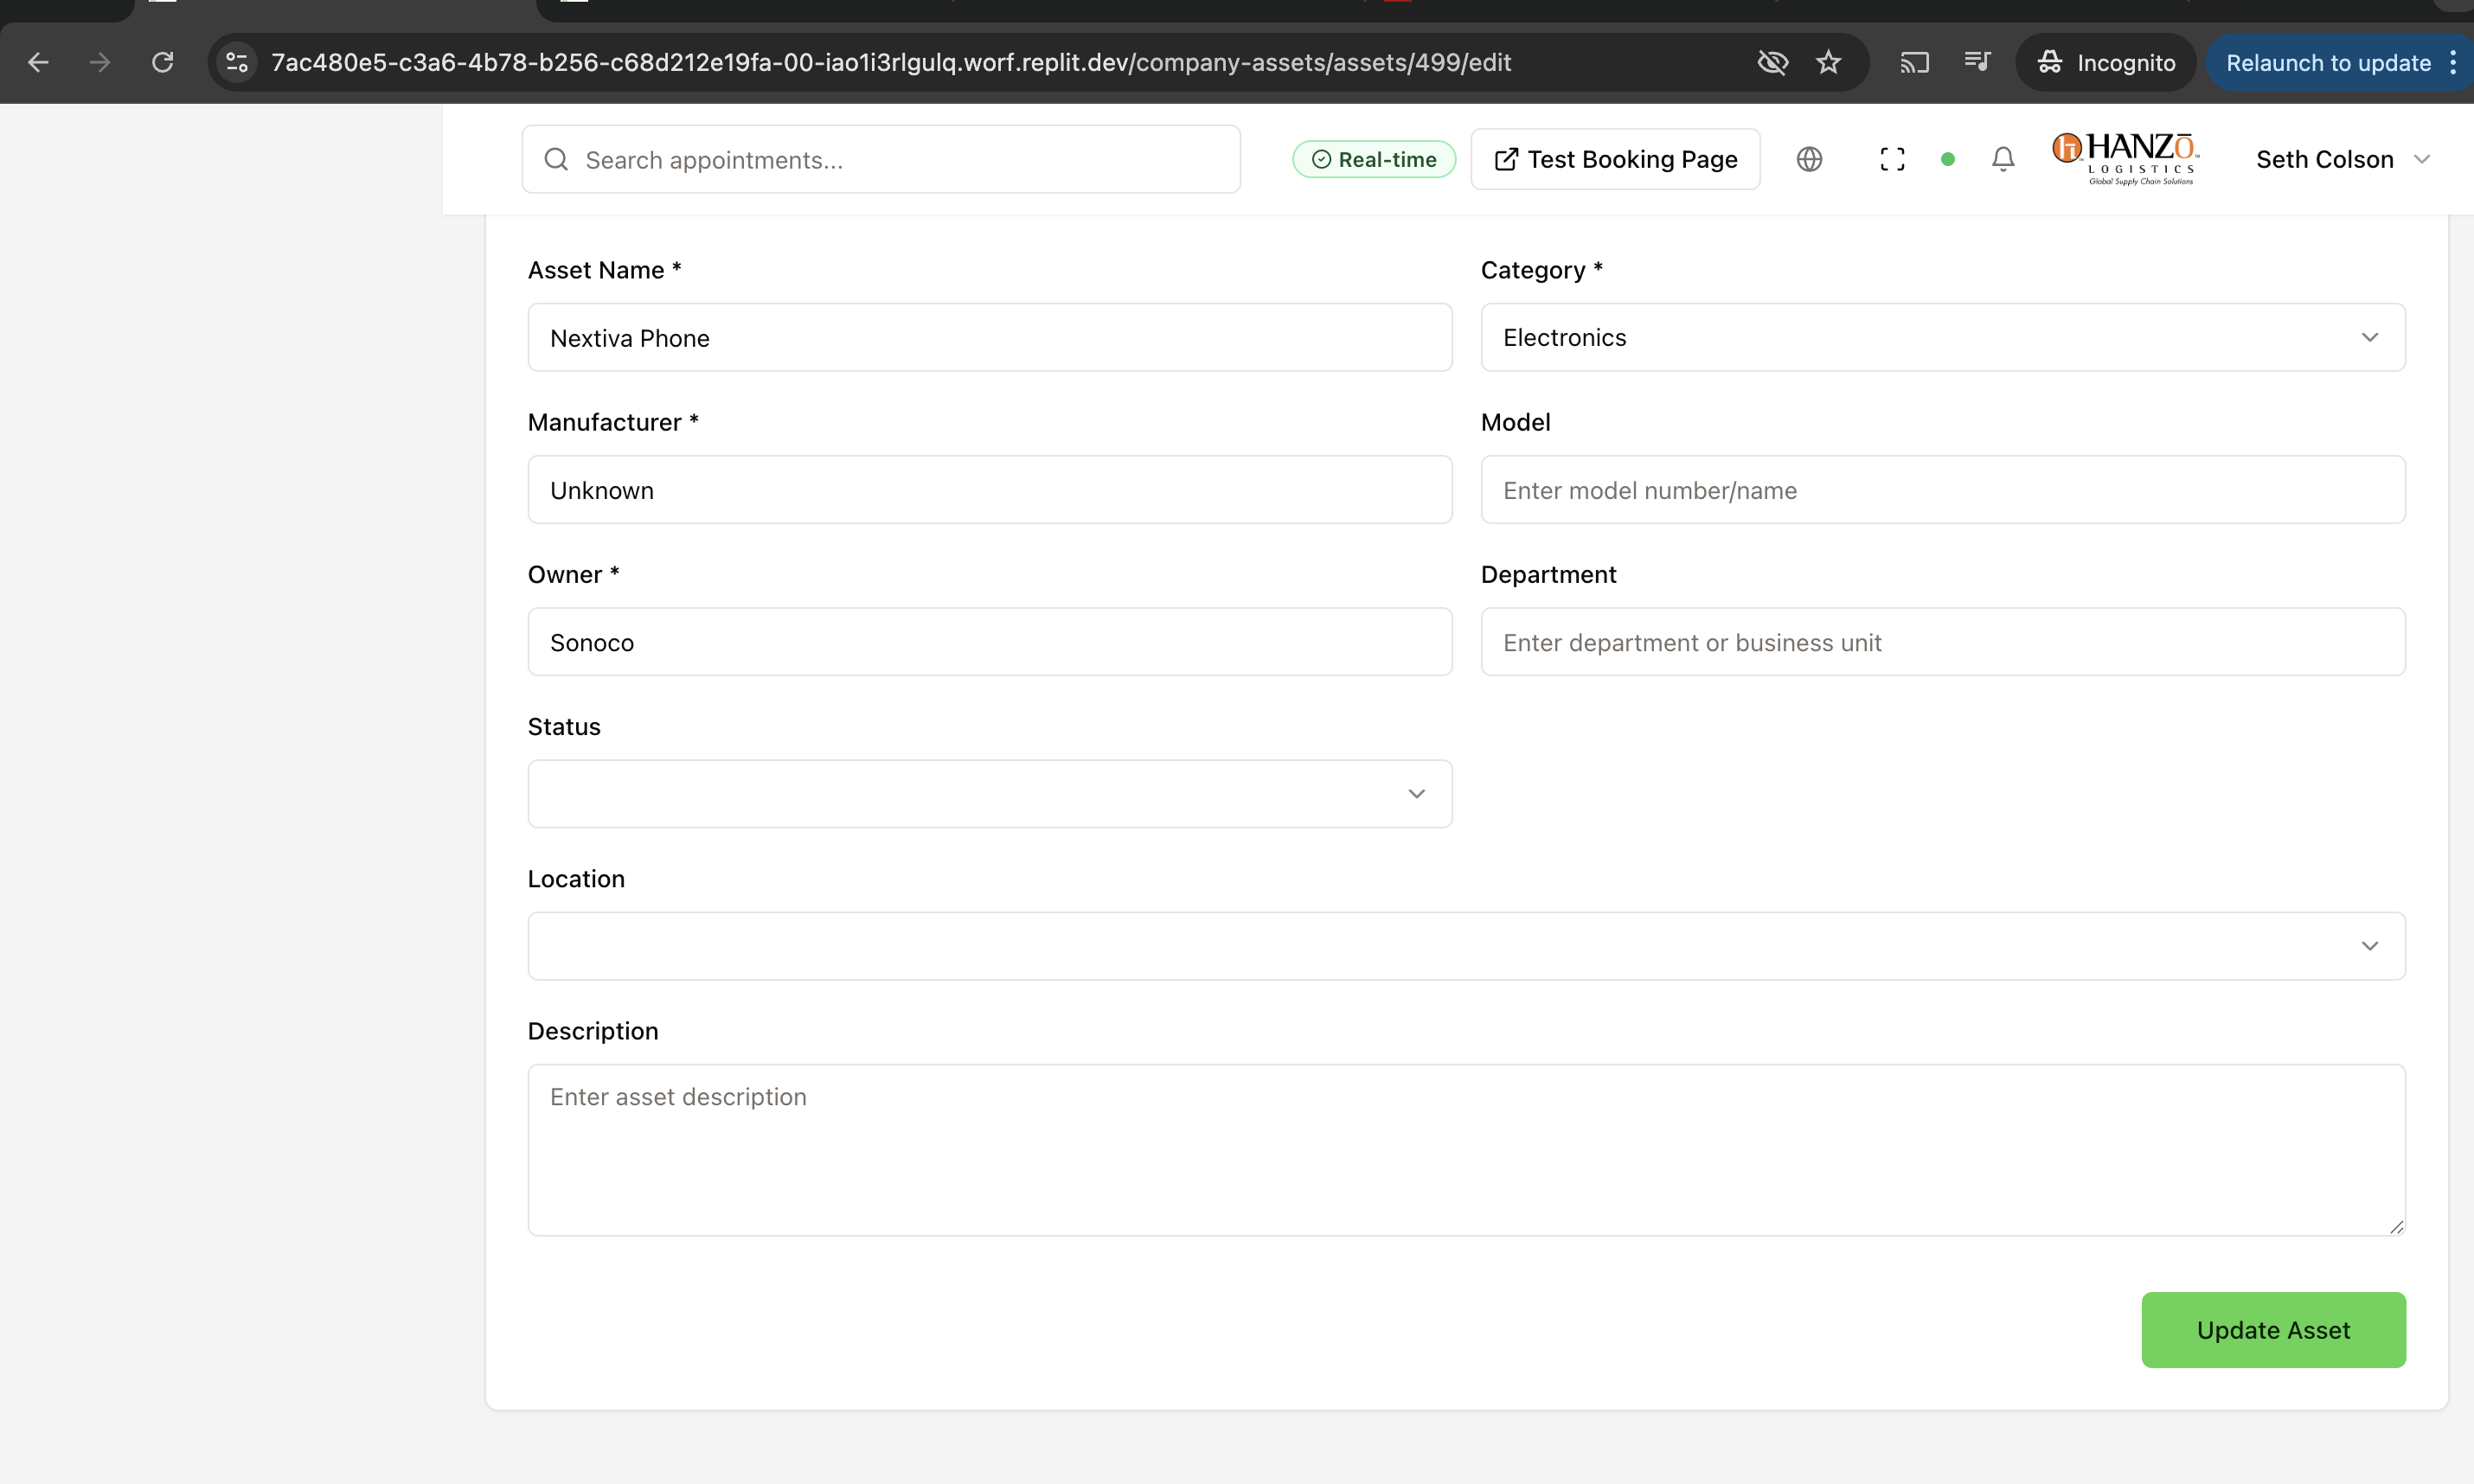 7ac480e5-c3a6-4b78-b256-c68d212e19fa-00-iao1i3rlgulq.worf.replit.dev/company-assets/assets/499/edit
Incognito
Relaunch to update
Search appointments...
Real-time
Test Booking Page
HANZŌ
LOGISTICS
Global Supply Chain Solutions
Seth Colson
Asset Name *
Category *
Nextiva Phone
Electronics
Manufacturer *
Model
Unknown
Enter model number/name
Owner *
Department
Sonoco
Enter department or business unit
Status
Location
Description
Enter asset description
Update Asset